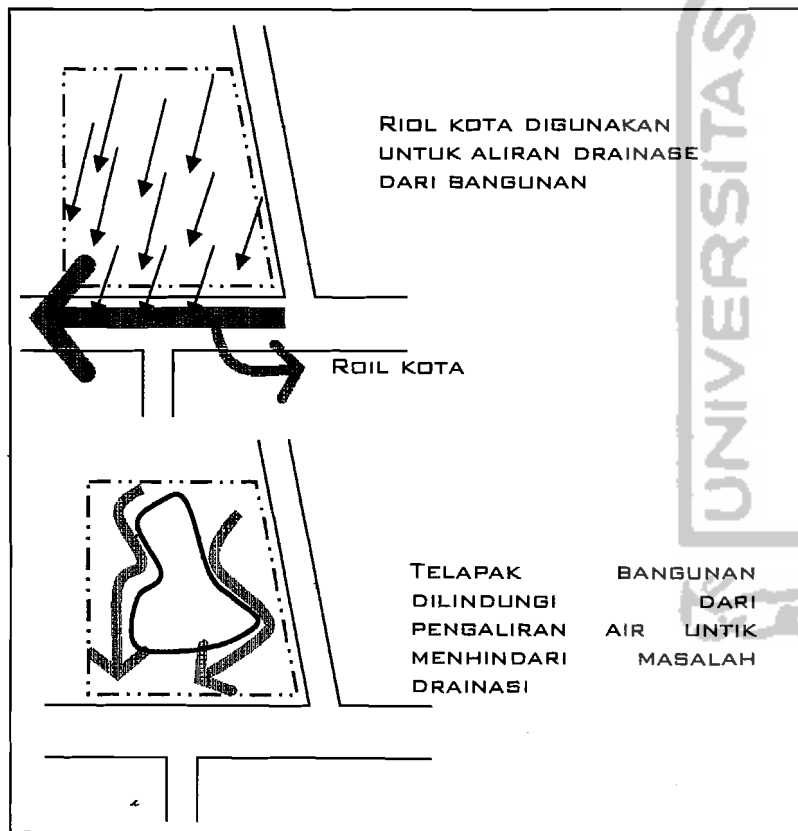 RIOL KOTA DIGUNAKAN
UNTUK ALIRAN DRAINASE
DARI BANGUNAN
ROIL KOTA
TELAPAK BANGUNAN
DILINDUNGI DARI
PENGALIRAN AIR UNTIK
MENHINDARI MASALAH
DRAINASI
UNIVERSITAS